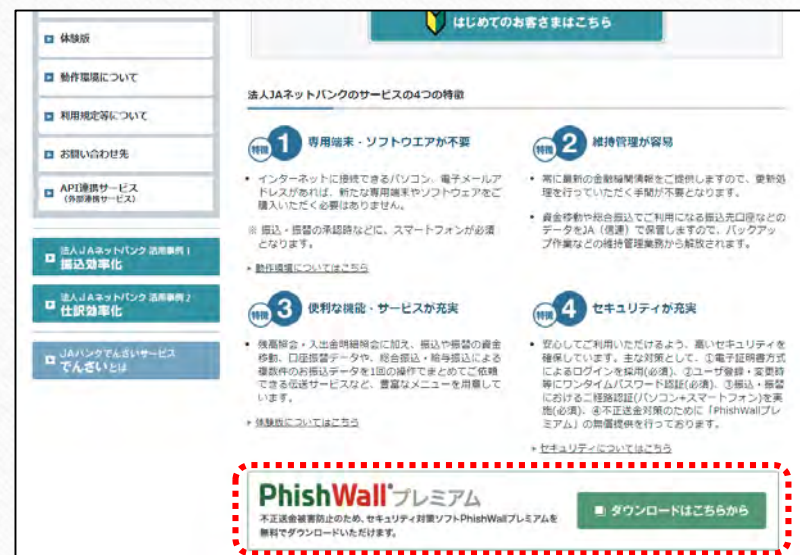 はじめてのお客さまはこちら
体験版
動作環境について
利用規定等について
お問い合わせ先
API連携サービス
(外部連携サービス)
法人JAネットバンク 活用事例1
振込効率化
法人JAネットバンク 活用事例2
仕訳効率化
JAバンクでんさいサービス
でんさいとは
法人JAネットバンクのサービスの4つの特徴
特徴 1 専用端末・ソフトウエアが不要
• インターネットに接続できるパソコン、電子メールア
ドレスがあれば、新たな専用端末やソフトウェアをご
購入いただく必要はありません。
※ 振込・振替の承認時などに、スマートフォンが必須
となります。
動作環境についてはこちら
特徴 2 維持管理が容易
• 常に最新の金融機関情報をご提供しますので、更新処
理を行っていただく手間が不要となります。
• 資金移動や総合振込でご利用になる振込先口座などの
データをJA(信連)で保管しますので、バックアッ
プ作業などの維持管理業務から解放されます。
特徴 3 便利な機能・サービスが充実
• 残高照会・入出金明細照会に加え、振込や振替の資金
移動、口座振替データや、総合振込・給与振込による
複数件のお振込データを1回の操作でまとめてご依頼
できる伝送サービスなど、豊富なメニューを用意して
います。
体験版についてはこちら
特徴 4 セキュリティが充実
• 安心してご利用いただけるよう、高いセキュリティを
確保しています。主な対策として、①電子証明書方式
によるログインを採用(必須)、②ユーザ登録・変更時
等にワンタイムパスワード認証(必須)、③振込・振替
における二経路認証(パソコン+スマートフォン)を実
施(必須)、④不正送金対策のために「PhishWallプレ
ミアム」の無償提供を行っております。
セキュリティについてはこちら
PhishWallプレミアム
不正送金被害防止のため、セキュリティ対策ソフトPhishWallプレミアムを
無料でダウンロードいただけます。
ダウンロードはこちらから